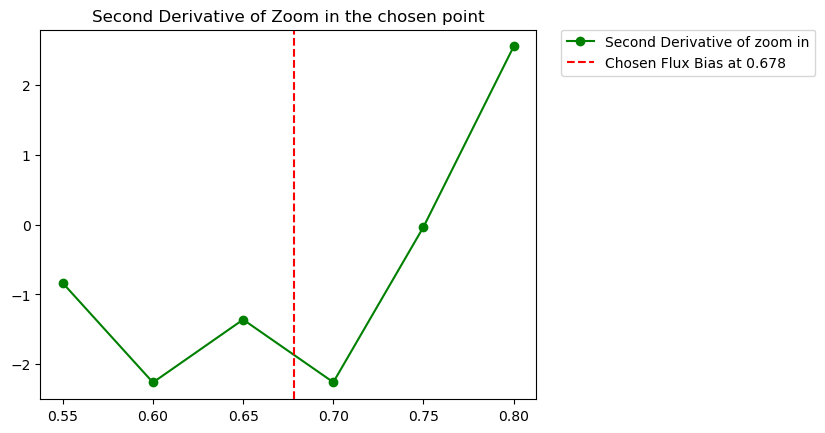 Second Derivative of Zoom in the chosen point
Second Derivative of zoom in
Chosen Flux Bias at 0.678
2
1
0
−1
−2
0.55 0.60 0.65 0.70 0.75 0.80